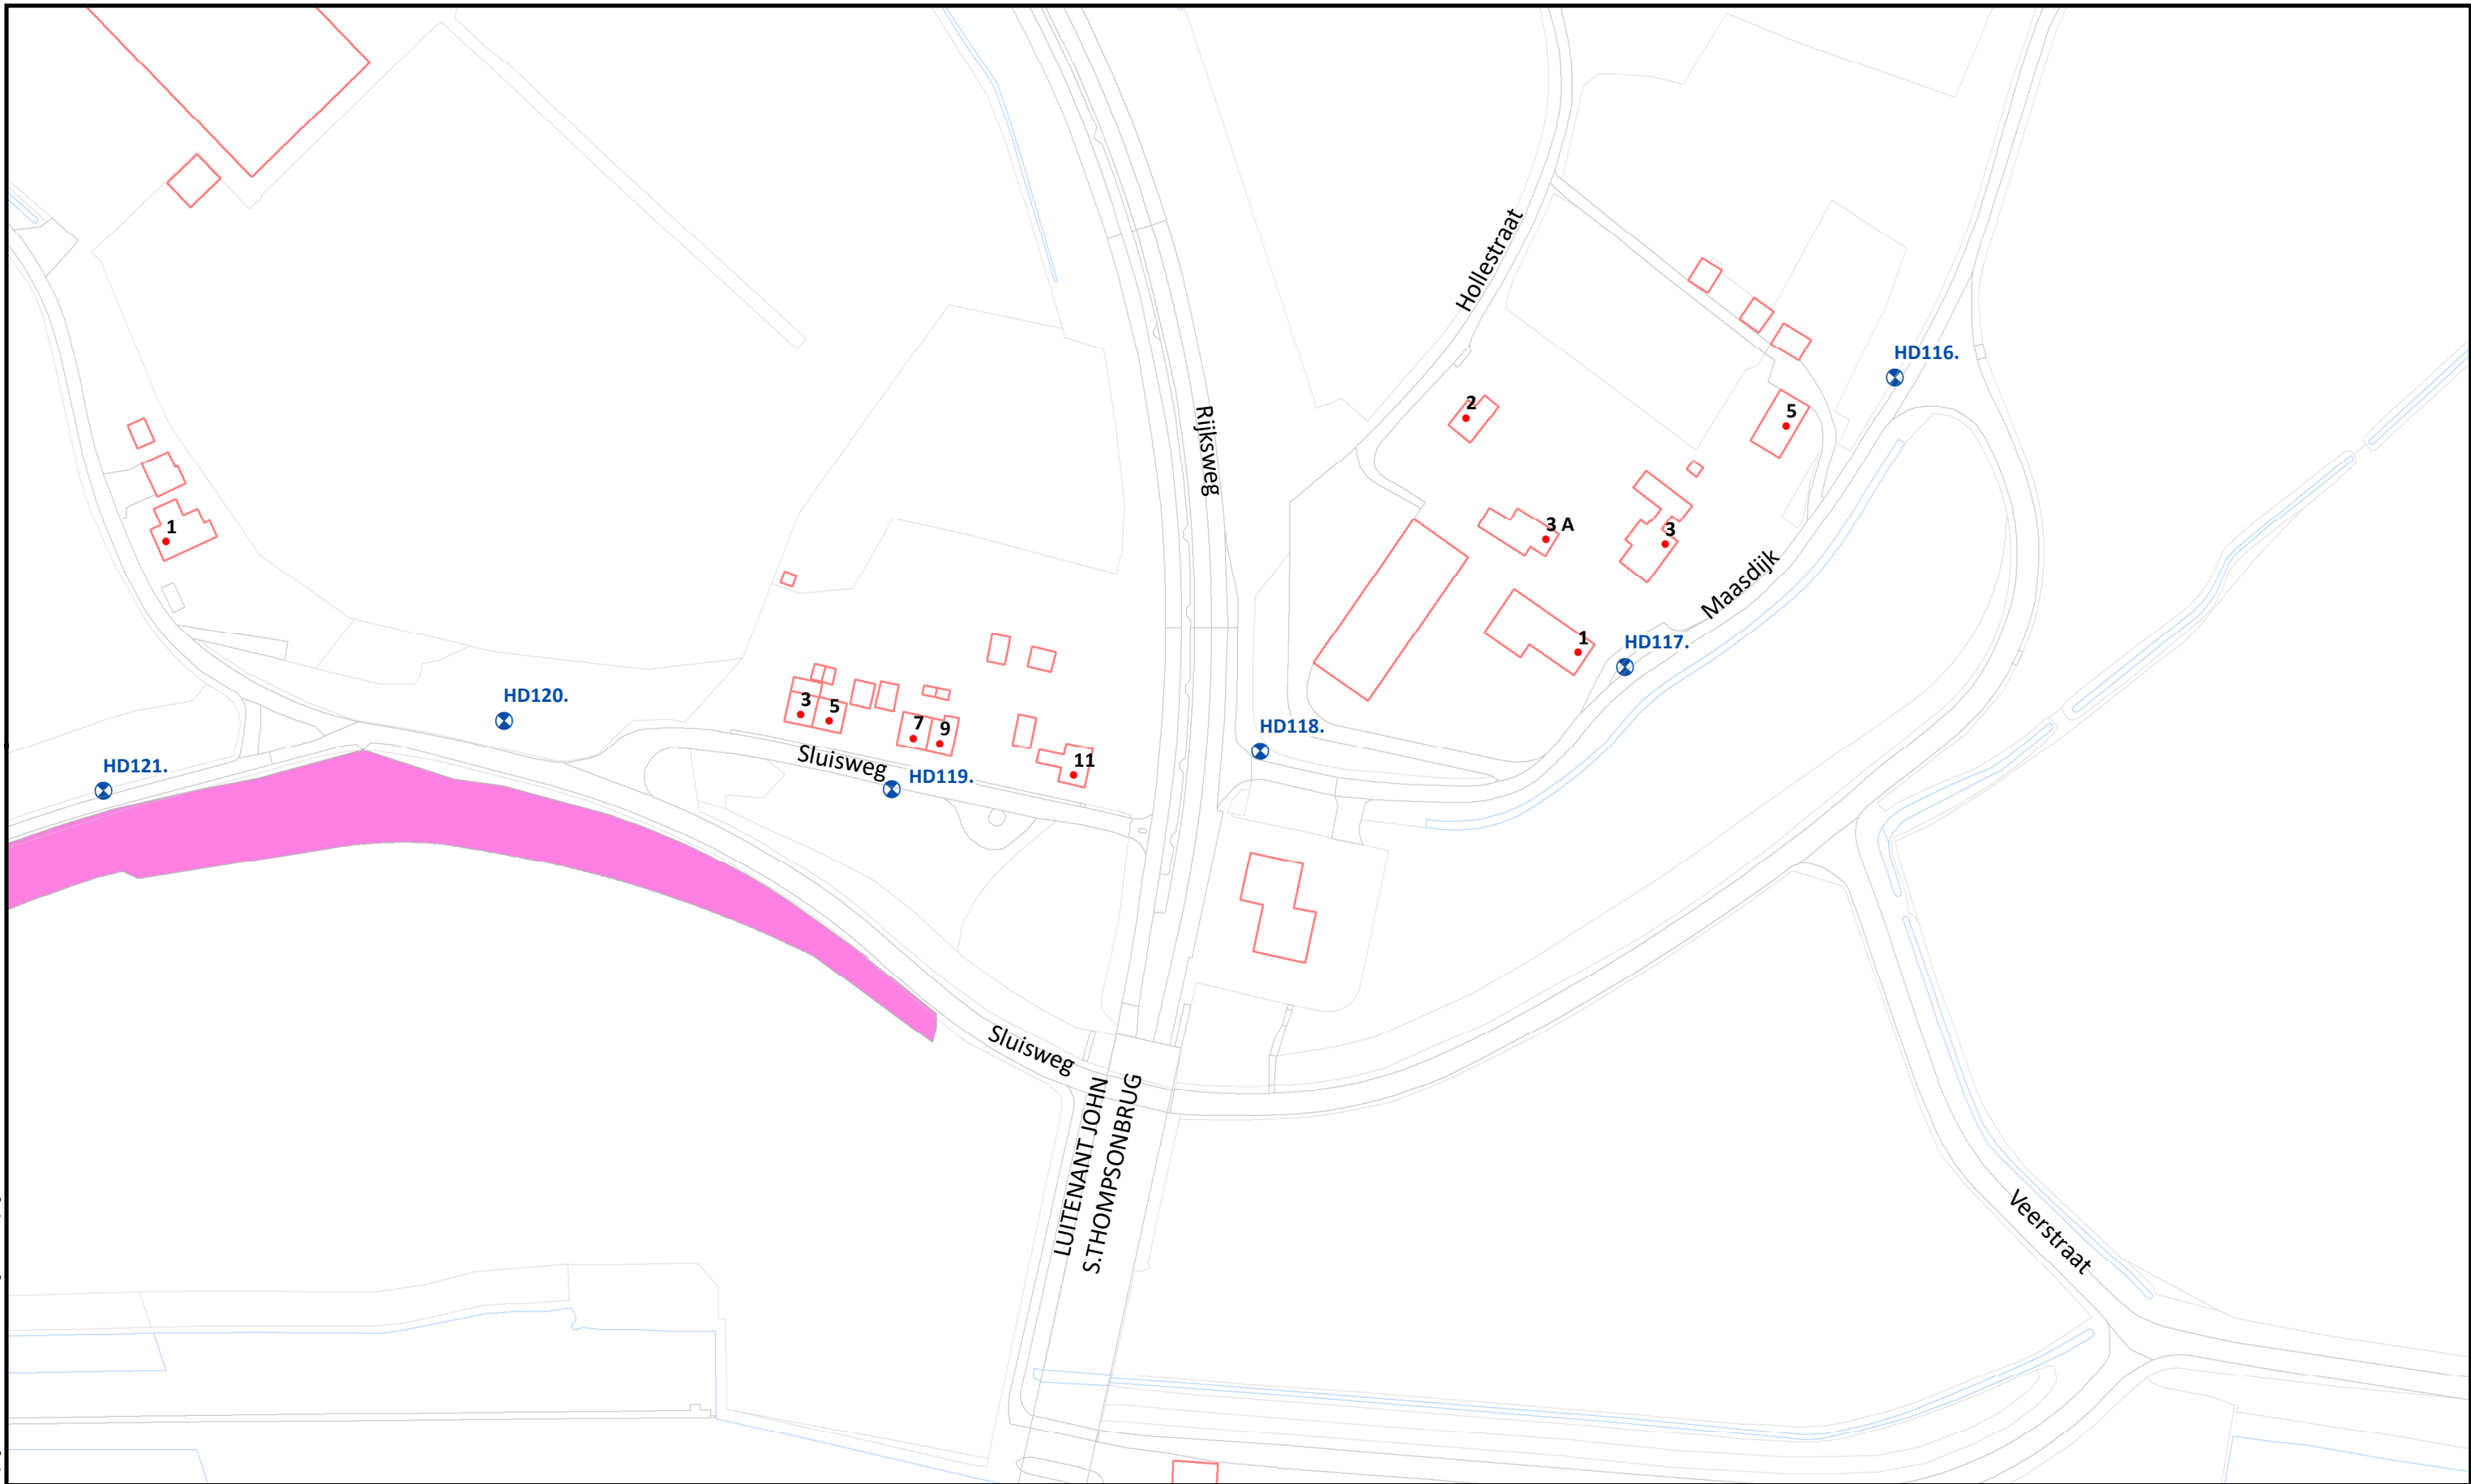 Hollestraat
HD116.
2
5
Rijksweg
1
3 A
3
Maasdijk
1
HD117.
HD120.
3
5
7
9
HD118.
Sluisweg
11
HD121.
HD119.
Sluisweg
LUITENANT JOHN
S.THOMPSONBRUG
Veerstraat